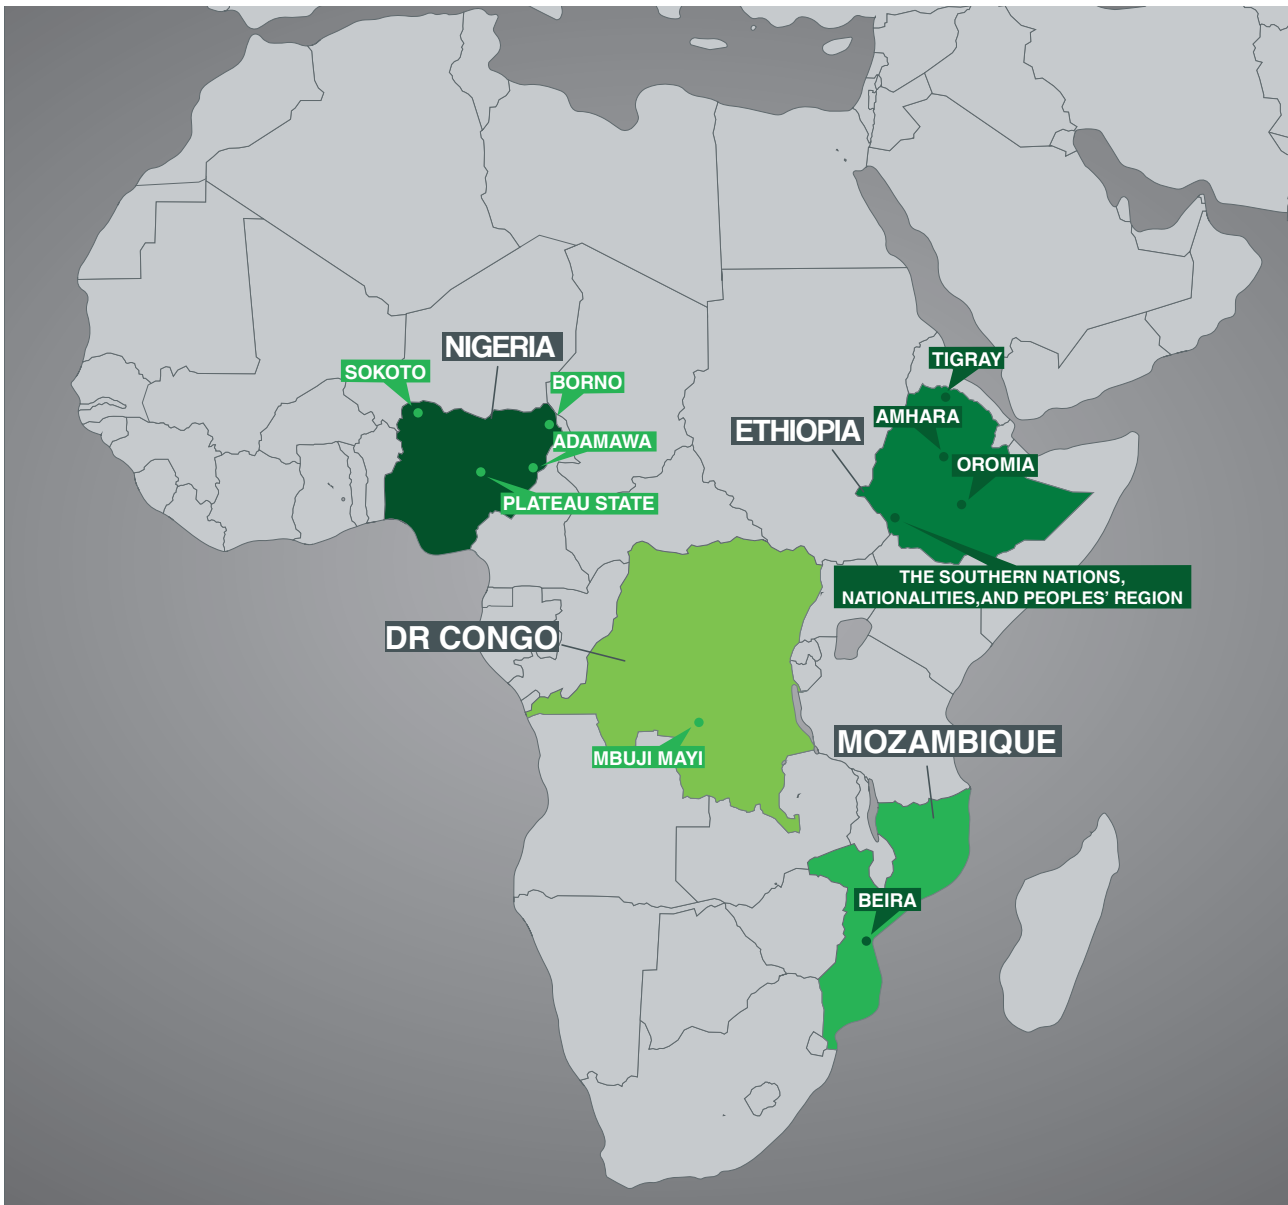 NIGERIA
SOKOTO
BORNO
ADAMAWA
PLATEAU STATE
TIGRAY
AMHARA
ETHIOPIA
OROMIA
THE SOUTHERN NATIONS,
NATIONALITIES,AND PEOPLES’ REGION
DR CONGO
MBUJI MAYI
MOZAMBIQUE
BEIRA